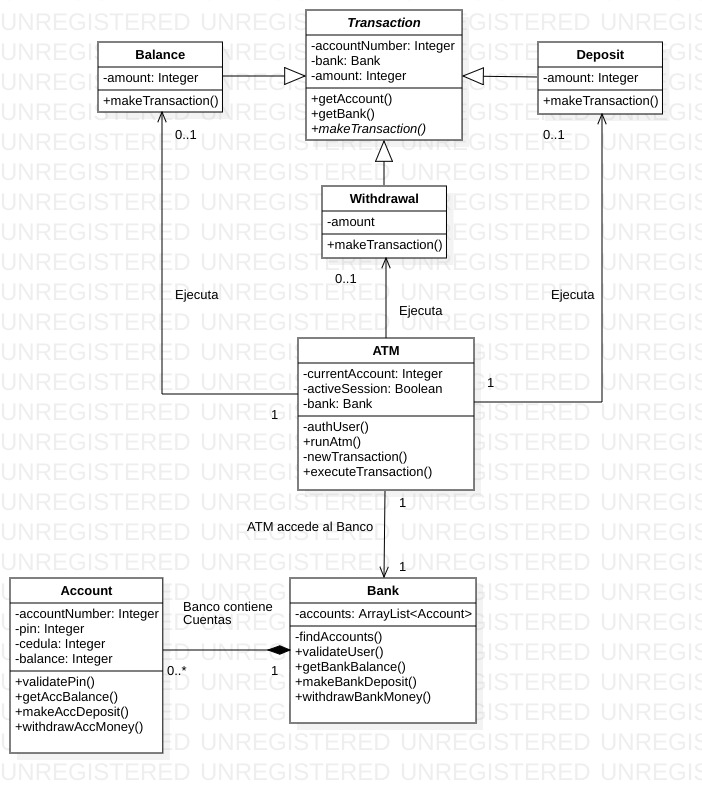 Transaction
-accountNumber: Integer
-bank: Bank
-amount: Integer
+getAccount()
+getBank()
+makeTransaction()
Balance
-amount: Integer
+makeTransaction()
Deposit
-amount: Integer
+makeTransaction()
0..1
0..1
Withdrawal
-amount
+makeTransaction()
0..1
Ejecuta
Ejecuta
Ejecuta
ATM
-currentAccount: Integer
-activeSession: Boolean
-bank: Bank
-authUser()
+runAtm()
-newTransaction()
+executeTransaction()
1
1
1
ATM accede al Banco
1
Account
-accountNumber: Integer
-pin: Integer
-cedula: Integer
-balance: Integer
+validatePin()
+getAccBalance()
+makeAccDeposit()
+withdrawAccMoney()
Banco contiene
Cuentas
0..*
1
Bank
-accounts: ArrayList<Account>
-findAccounts()
+validateUser()
+getBankBalance()
+makeBankDeposit()
+withdrawBankMoney()
UNREGISTERED